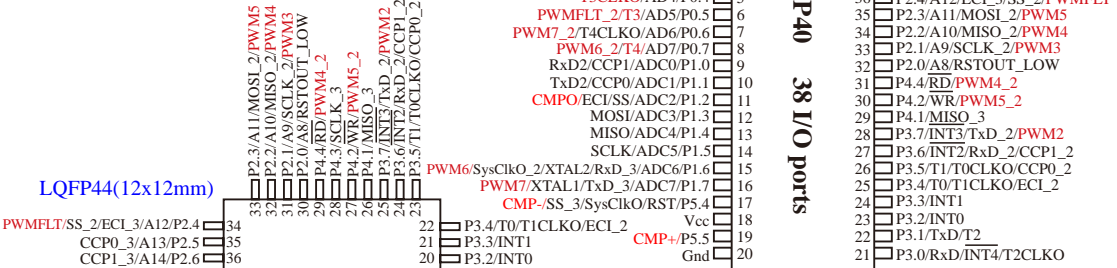 P2.3/A11/MOSI_2/PWM5
P2.2/A10/MISO_2/PWM4
P2.1/A9/SCLK_2/PWM3
P2.0/A8/RSTOUT_LOW
P4.4/RD/PWM4_2
P4.3/SCLK_3
P4.2/WR/PWM5_2
P4.1/MISO_3
P3.7/INT3/TxD_2/PWM2
P3.6/INT2/RxD_2/CCP1_2
P3.5/T1/T0CLKO/CCP0_2
33 32 31 30 29 28 27 26 25 24 23
LQFP44(12x12mm)
PWMFLT/SS_2/ECI_3/A12/P2.4 34
CCP0_3/A13/P2.5 35
CCP1_3/A14/P2.6 36
22 P3.4/T0/T1CLKO/ECI_2
21 P3.3/INT1
20 P3.2/INT0
PWMFLT_2/T3/AD5/P0.5 6
PWM7_2/T4CLKO/AD6/P0.6 7
PWM6_2/T4/AD7/P0.7 8
RxD2/CCP1/ADC0/P1.0 9
TxD2/CCP0/ADC1/P1.1 10
CMPO/ECI/SS/ADC2/P1.2 11
MOSI/ADC3/P1.3 12
MISO/ADC4/P1.4 13
SCLK/ADC5/P1.5 14
PWM6/SysClkO_2/XTAL2/RxD_3/ADC6/P1.6 15
PWM7/XTAL1/TxD_3/ADC7/P1.7 16
CMP-/SS_3/SysClkO/RST/P5.4 17
Vcc 18
CMP+/P5.5 19
Gnd 20
P40 38 I/O ports
35 P2.3/A11/MOSI_2/PWM5
34 P2.2/A10/MISO_2/PWM4
33 P2.1/A9/SCLK_2/PWM3
32 P2.0/A8/RSTOUT_LOW
31 P4.4/RD/PWM4_2
30 P4.2/WR/PWM5_2
29 P4.1/MISO_3
28 P3.7/INT3/TxD_2/PWM2
27 P3.6/INT2/RxD_2/CCP1_2
26 P3.5/T1/T0CLKO/CCP0_2
25 P3.4/T0/T1CLKO/ECI_2
24 P3.3/INT1
23 P3.2/INT0
22 P3.1/TxD/T2
21 P3.0/RxD/INT4/T2CLKO